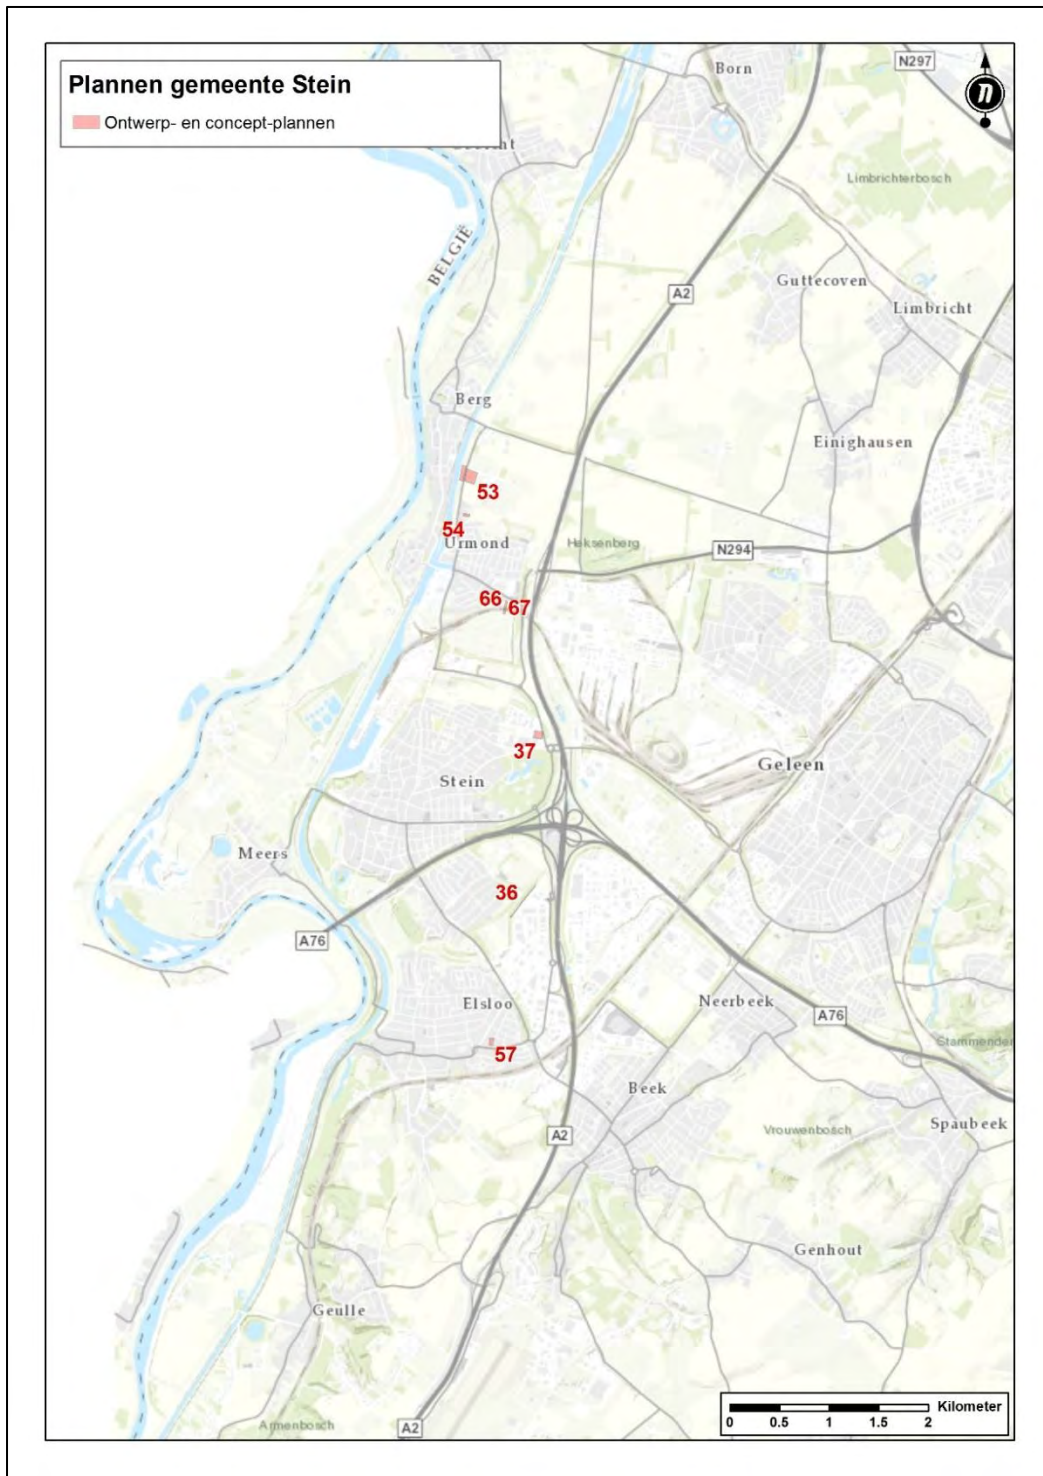 Plannen gemeente Stein
Ontwerp- en concept-plannen
Born
N297
Limbrichterbosch
BELGIË
Guttecoven
A2
Limbricht
Berg
Einighausen
53
54
Urmond
Heksenberg
N294
66
67
37
Stein
Geleen
Meers
36
A76
Elsloo
Neerbeek
A76
Stammender
57
Beek
A2
Vrouwenbosch
Spaubeek
Genhout
Geulle
Armenbosch
A2
Kilometer
0 0.5 1 1.5 2